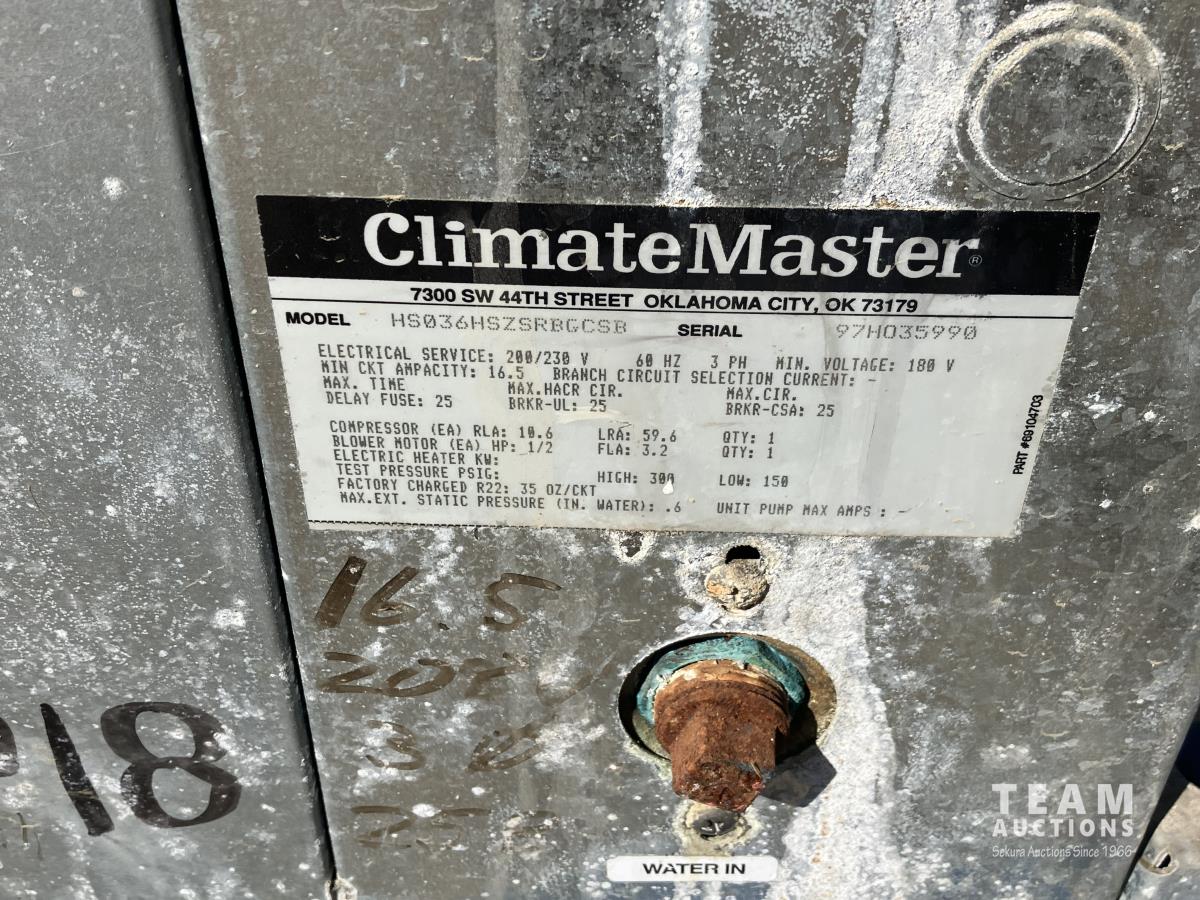 ClimateMaster®
7300 SW 44TH STREET OKLAHOMA CITY, OK 73179
MODEL HS036HSZSRBGCSB SERIAL 97H035990
ELECTRICAL SERVICE: 200/230 V 60 HZ 3 PH MIN. VOLTAGE: 180 V
MIN CKT AMPACITY: 16.5 BRANCH CIRCUIT SELECTION CURRENT: -
MAX. TIME MAX.HACR CIR. MAX.CIR.
DELAY FUSE: 25 BRKR-UL: 25 BRKR-CSA: 25
COMPRESSOR (EA) RLA: 10.6 LRA: 59.6 QTY: 1
BLOWER MOTOR (EA) HP: 1/2 FLA: 3.2 QTY: 1
ELECTRIC HEATER KW:
TEST PRESSURE PSIG: HIGH: 300 LOW: 150
FACTORY CHARGED R22: 35 OZ/CKT
MAX.EXT. STATIC PRESSURE (IN. WATER): .6 UNIT PUMP MAX AMPS : -
PART #69104703
16.5
3
18
WATER IN
TEAM
AUCTIONS
Sekura Auctions Since 1966